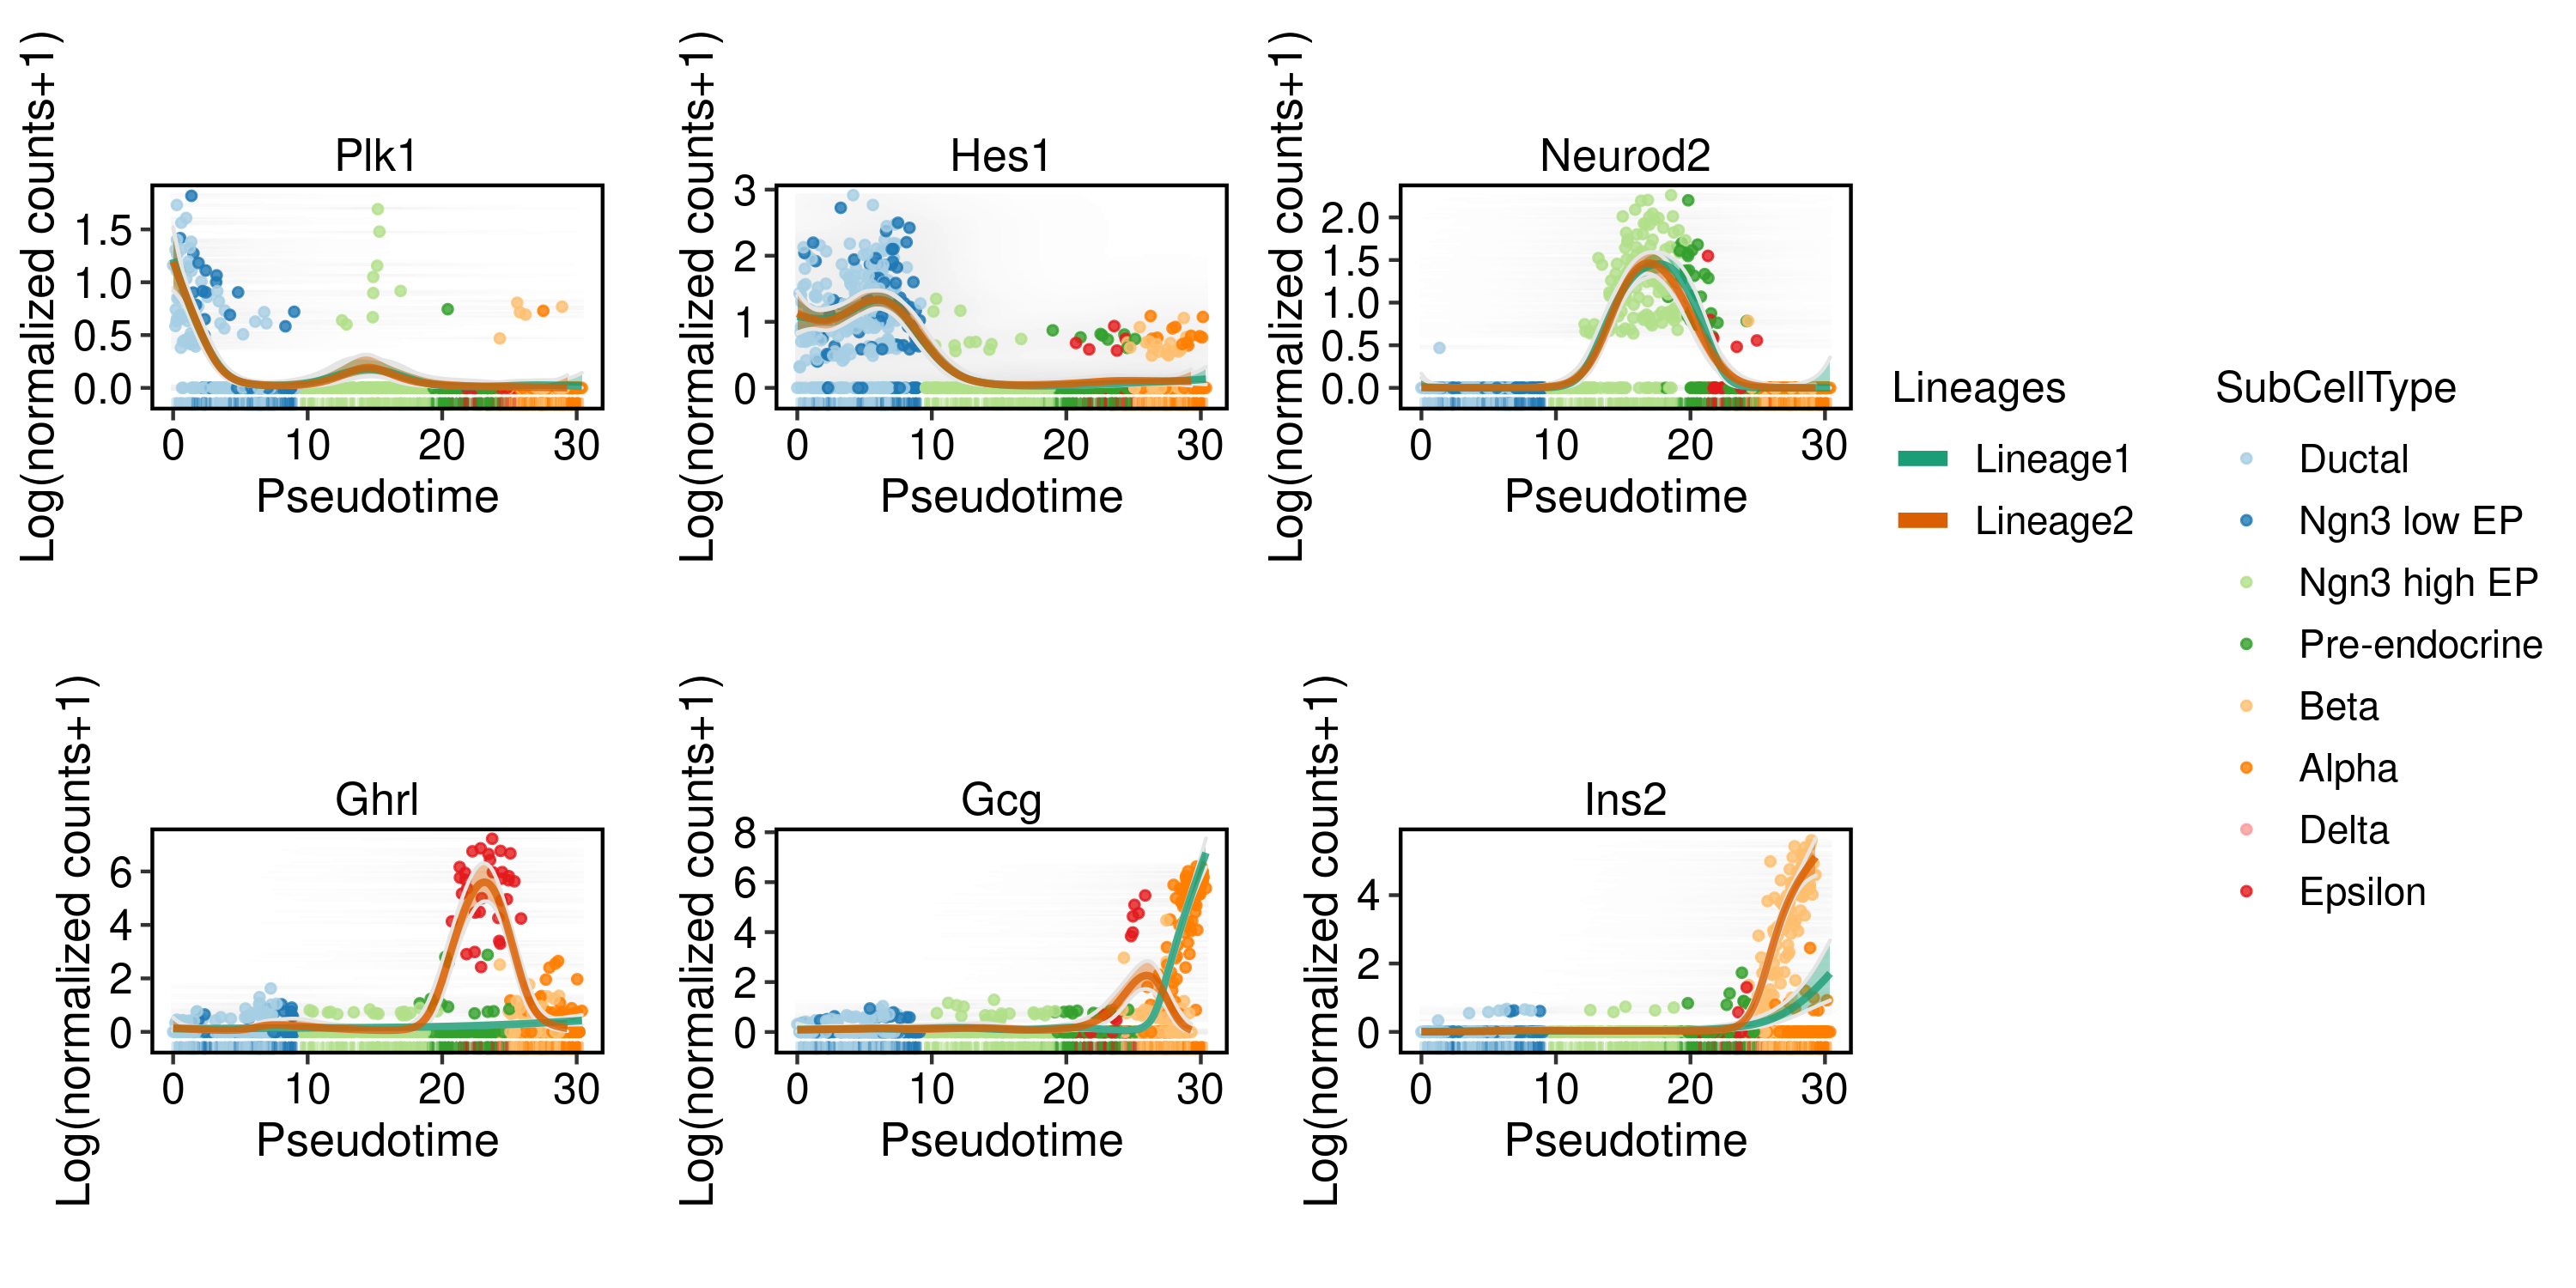 Plk1
Log(normalized counts+1)
1.5
1.0
0.5
0.0
0 10 20 30
Pseudotime
Hes1
Log(normalized counts+1)
3
2
1
0
0 10 20 30
Pseudotime
Neurod2
Log(normalized counts+1)
2.0
1.5
1.0
0.5
0.0
0 10 20 30
Pseudotime
Ghrl
Log(normalized counts+1)
6
4
2
0
0 10 20 30
Pseudotime
Gcg
Log(normalized counts+1)
8
6
4
2
0
0 10 20 30
Pseudotime
Ins2
Log(normalized counts+1)
4
2
0
0 10 20 30
Pseudotime
Lineages
Lineage1
Lineage2
SubCellType
Ductal
Ngn3 low EP
Ngn3 high EP
Pre-endocrine
Beta
Alpha
Delta
Epsilon